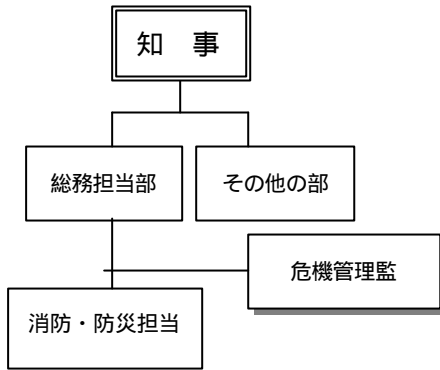 知　事
総務担当部
その他の部
危機管理監
消防・防災担当